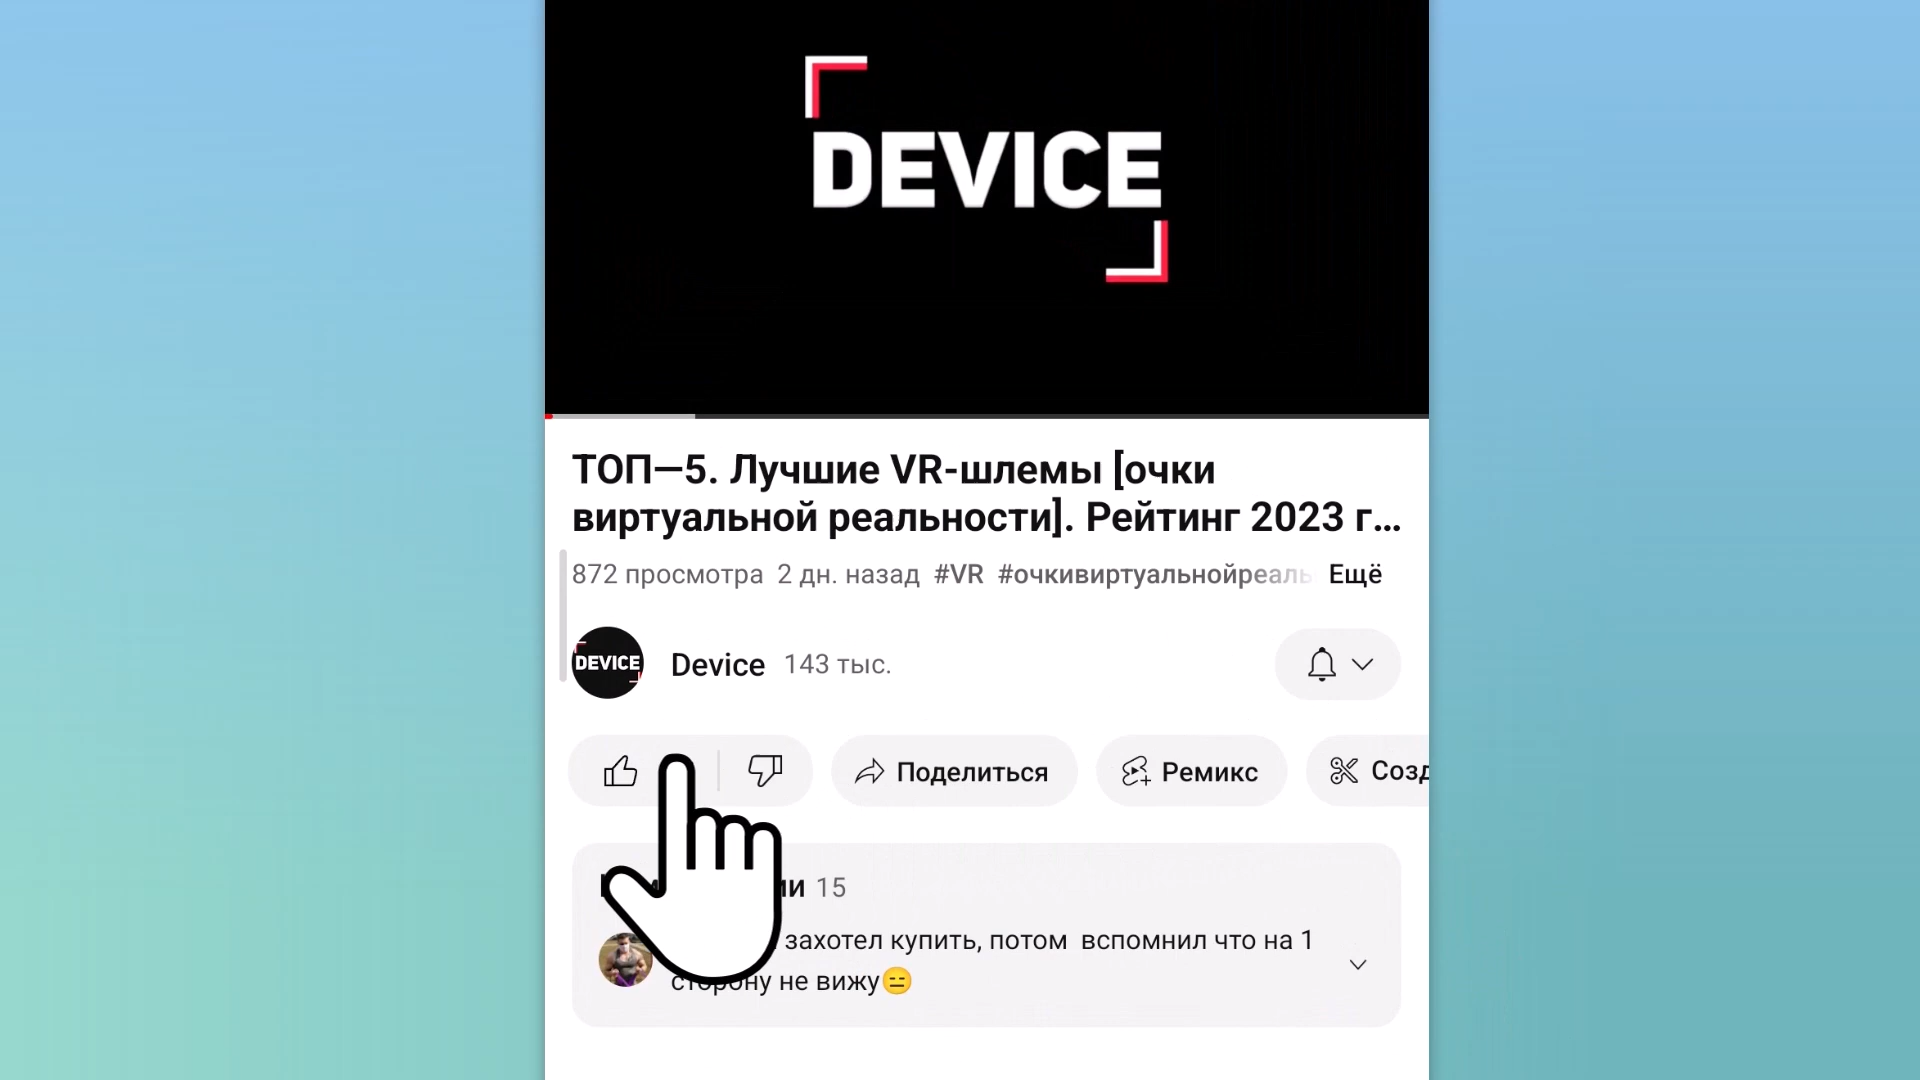 DEVICE
ТОП—5. Лучшие VR-шлемы [очки
виртуальной реальности]. Рейтинг 2023 г...
872 просмотра 2 дн. назад #VR #очкивиртуальнойреаль Ещё
DEVICE
Device 143 тыс.
Поделиться
Ремикс
Созд
15
захотел купить, потом вспомнил что на 1
сторону не вижу😑